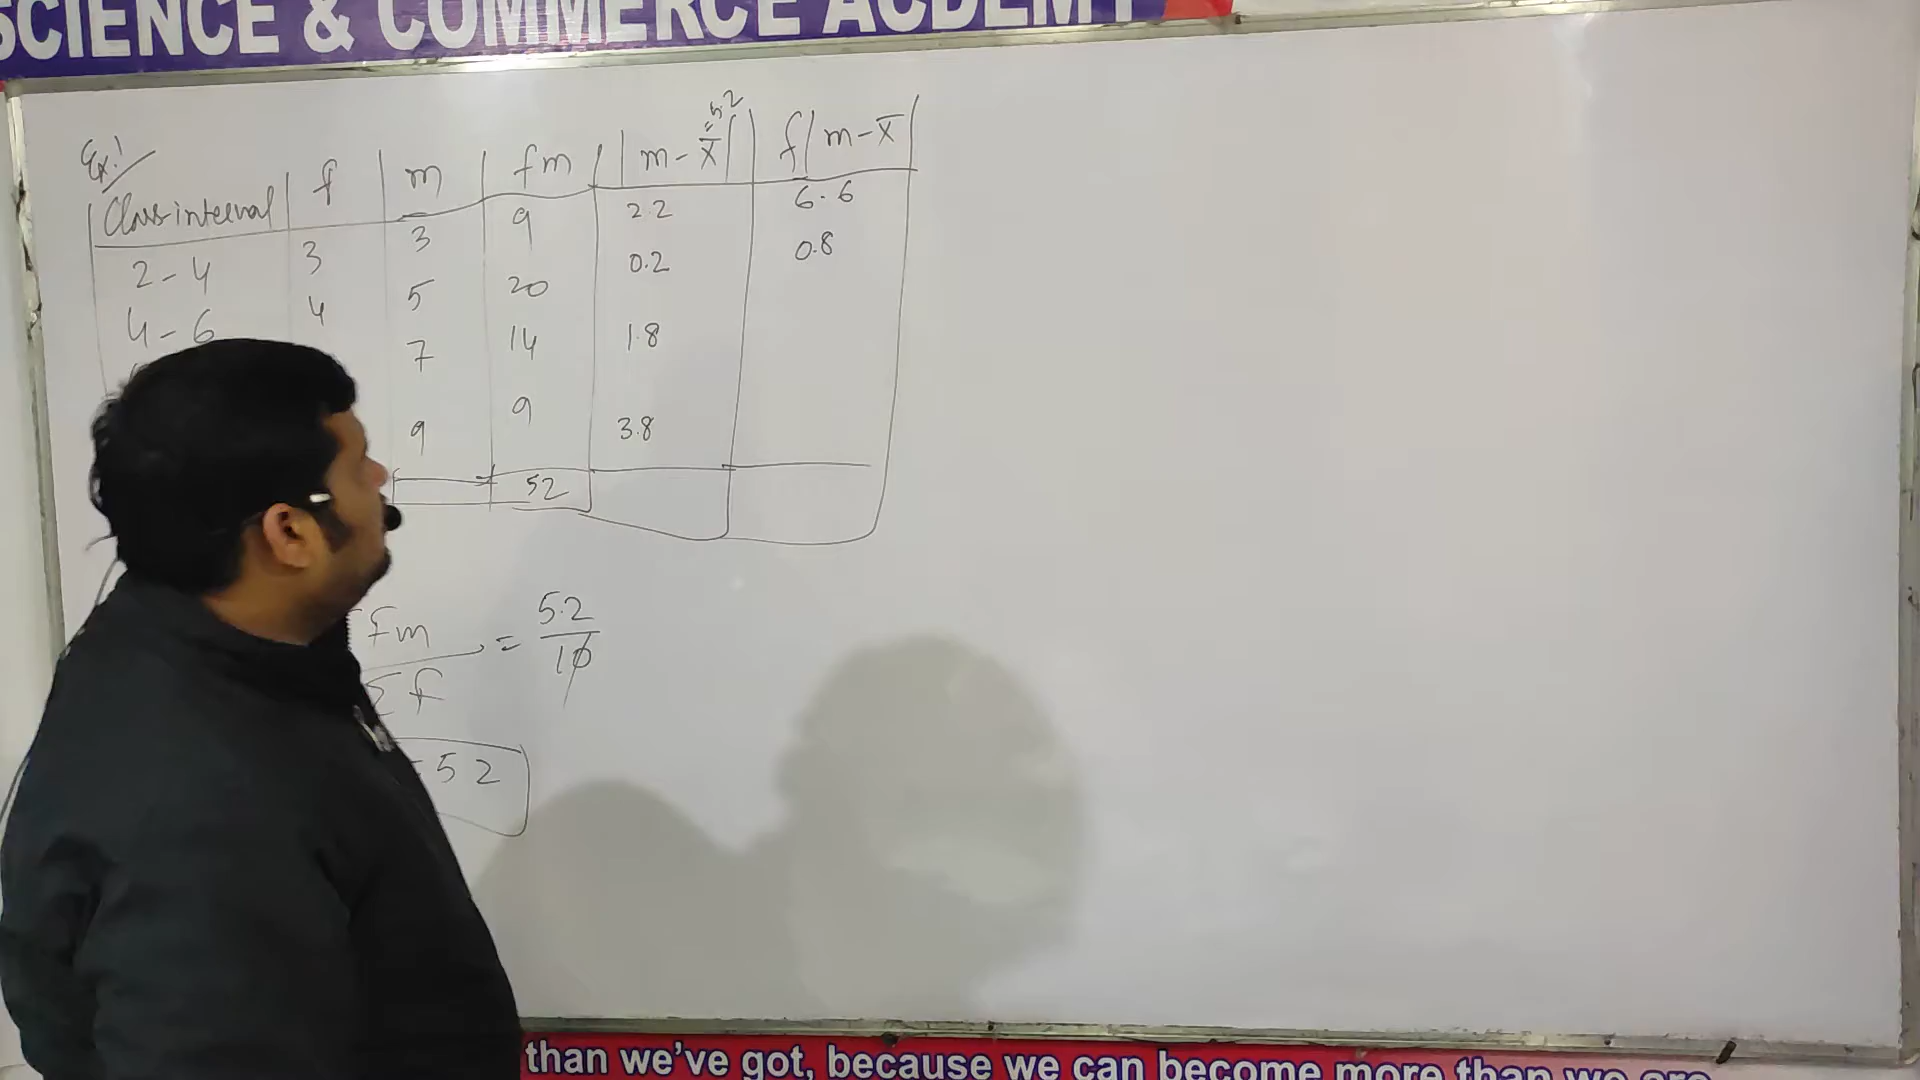 SCIENCE & COMMERCE ACDEMY
Ex!
Class-interval f m fm |m - x̄| = 5.2 f|m - x̄|
2 - 4 3 3 9 2.2 6.6
4 - 6 4 5 20 0.2 0.8
7 14 1.8
9 9 3.8
52
fm = 5.2
Σf 10
52
than we've got, because we can become more than we are